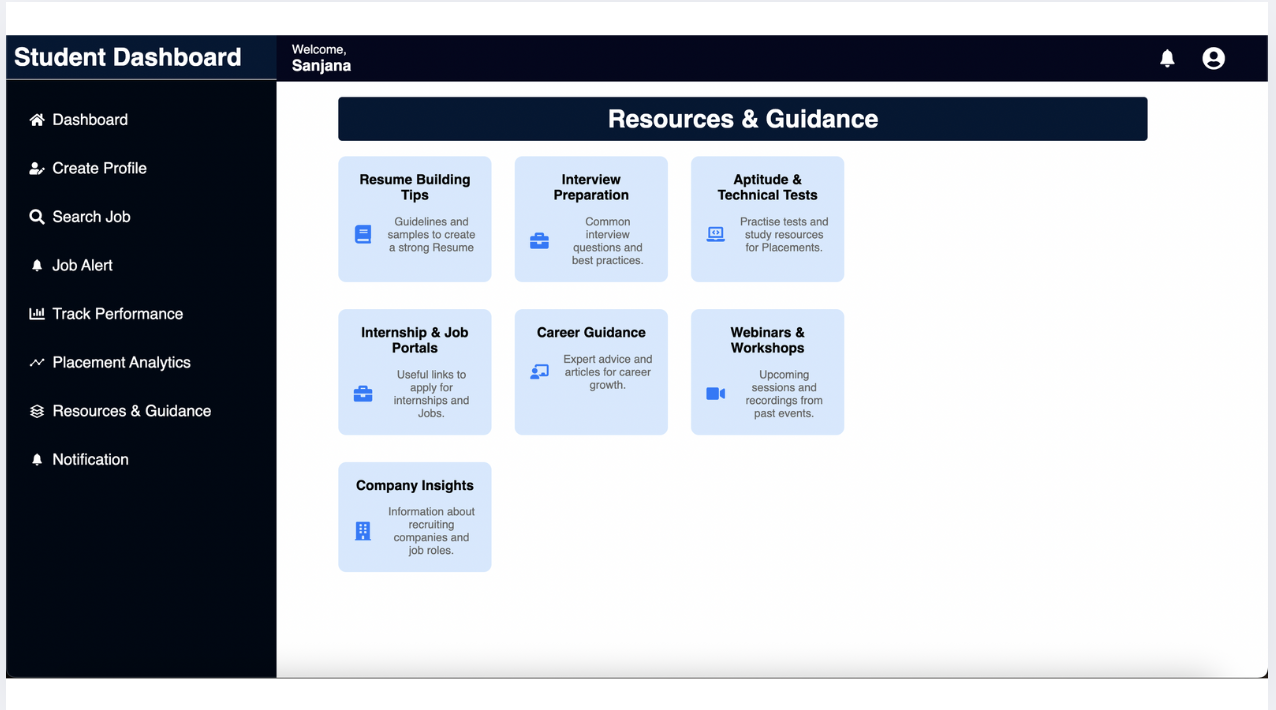 Student Dashboard
Welcome,
Sanjana
Dashboard
Create Profile
Search Job
Job Alert
Track Performance
Placement Analytics
Resources & Guidance
Notification
Resources & Guidance
Resume Building
Tips
Guidelines and
samples to create
a strong Resume
Interview
Preparation
Common
interview
questions and
best practices.
Aptitude &
Technical Tests
Practise tests and
study resources
for Placements.
Internship & Job
Portals
Useful links to
apply for
internships and
Jobs.
Career Guidance
Expert advice and
articles for career
growth.
Webinars &
Workshops
Upcoming
sessions and
recordings from
past events.
Company Insights
Information about
recruiting
companies and
job roles.